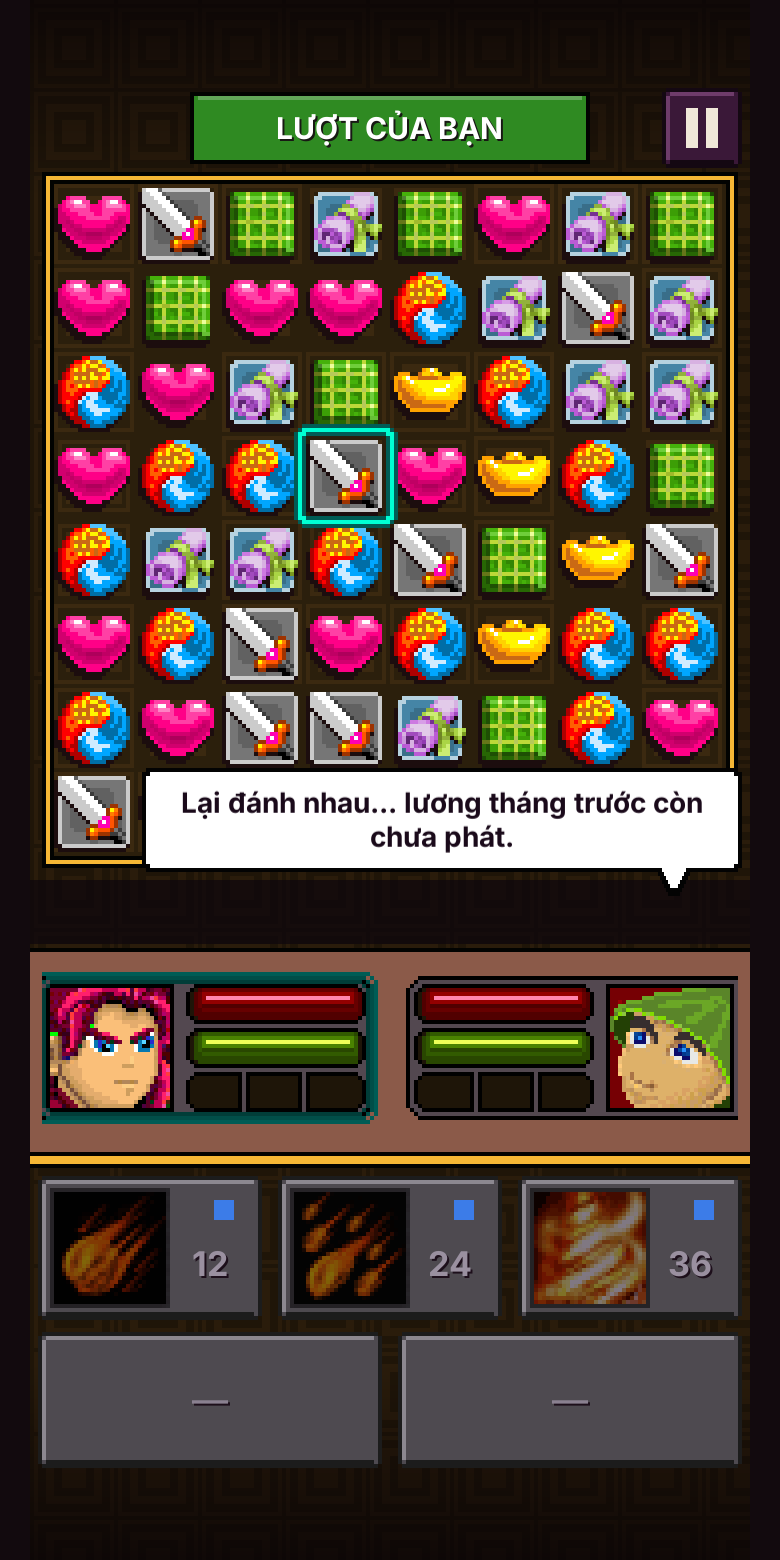 LƯỢT CỦA BẠN
Lại đánh nhau... lương tháng trước còn
chưa phát.
12
24
36
—
—